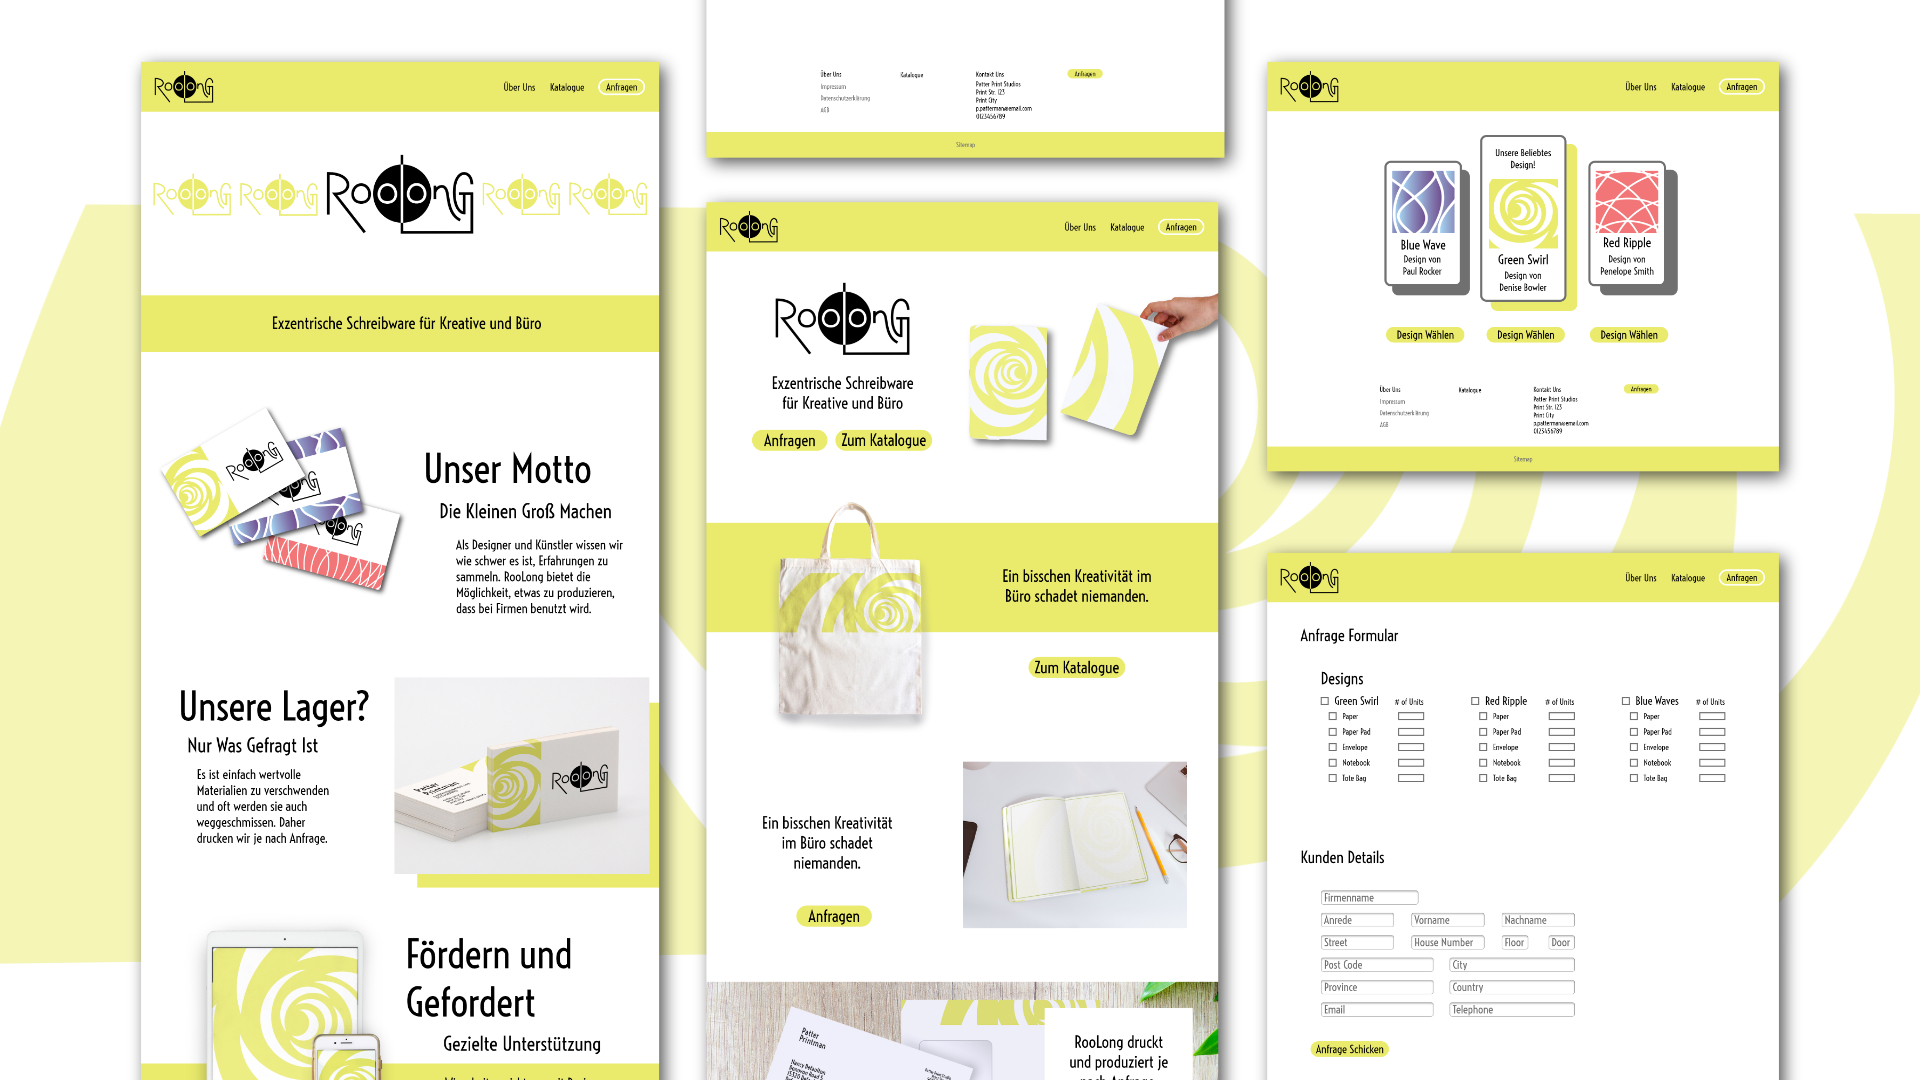 RooLong
Über Uns
Katalogue
Anfragen
RooLong
RooLong
RooLong
RooLong
RooLong
Exzentrische Schreibware für Kreative und Büro
RooLong
RooLong
Unser Motto
Die Kleinen Groß Machen
Als Designer und Künstler wissen wir
wie schwer es ist, Erfahrungen zu
sammeln. RooLong bietet die
Möglichkeit, etwas zu produzieren,
dass bei Firmen benutzt wird.
Unsere Lager?
Nur Was Gefragt Ist
Es ist einfach wertvolle
Materialien zu verschwenden
und oft werden sie auch
weggeschmissen. Daher
drucken wir je nach Anfrage.
Patter
Printman
RooLong
Fördern und
Gefordert
Gezielte Unterstützung
Über Uns
Impressum
Datenschutzerklärung
AGB
Katalogue
Kontakt Uns
Patter Print Studios
Print Str. 123
Print City
p.patterman@email.com
0123456789
Anfragen
Sitemap
RooLong
Über Uns
Katalogue
Anfragen
RooLong
Exzentrische Schreibware
für Kreative und Büro
Anfragen
Zum Katalogue
Ein bisschen Kreativität im
Büro schadet niemanden.
Zum Katalogue
Ein bisschen Kreativität
im Büro schadet
niemanden.
Anfragen
Patter
Printman
RooLong druckt
und produziert je
nach Anfrage
RooLong
Über Uns
Katalogue
Anfragen
Blue Wave
Design von
Paul Rocker
Unsere Beliebtes
Design!
Green Swirl
Design von
Denise Bowler
Red Ripple
Design von
Penelope Smith
Design Wählen
Design Wählen
Design Wählen
Über Uns
Impressum
Datenschutzerklärung
AGB
Katalogue
Kontakt Uns
Patter Print Studios
Print Str. 123
Print City
p.patterman@email.com
0123456789
Anfragen
Sitemap
RooLong
Über Uns
Katalogue
Anfragen
Anfrage Formular
Designs
Green Swirl # of Units
Paper
Paper Pad
Envelope
Notebook
Tote Bag
Red Ripple # of Units
Paper
Paper Pad
Envelope
Notebook
Tote Bag
Blue Waves # of Units
Paper
Paper Pad
Envelope
Notebook
Tote Bag
Kunden Details
Firmenname
Anrede Vorname Nachname
Street House Number Floor Door
Post Code City
Province Country
Email Telephone
Anfrage Schicken